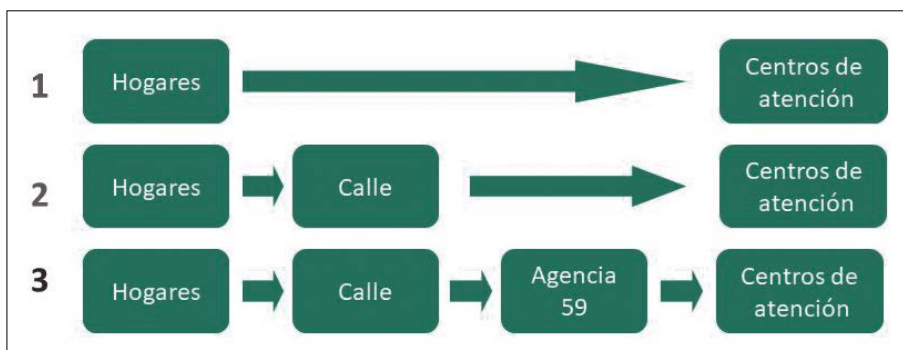 1
Hogares
Centros de
atención
2
Hogares
Calle
Centros de
atención
3
Hogares
Calle
Agencia
59
Centros de
atención